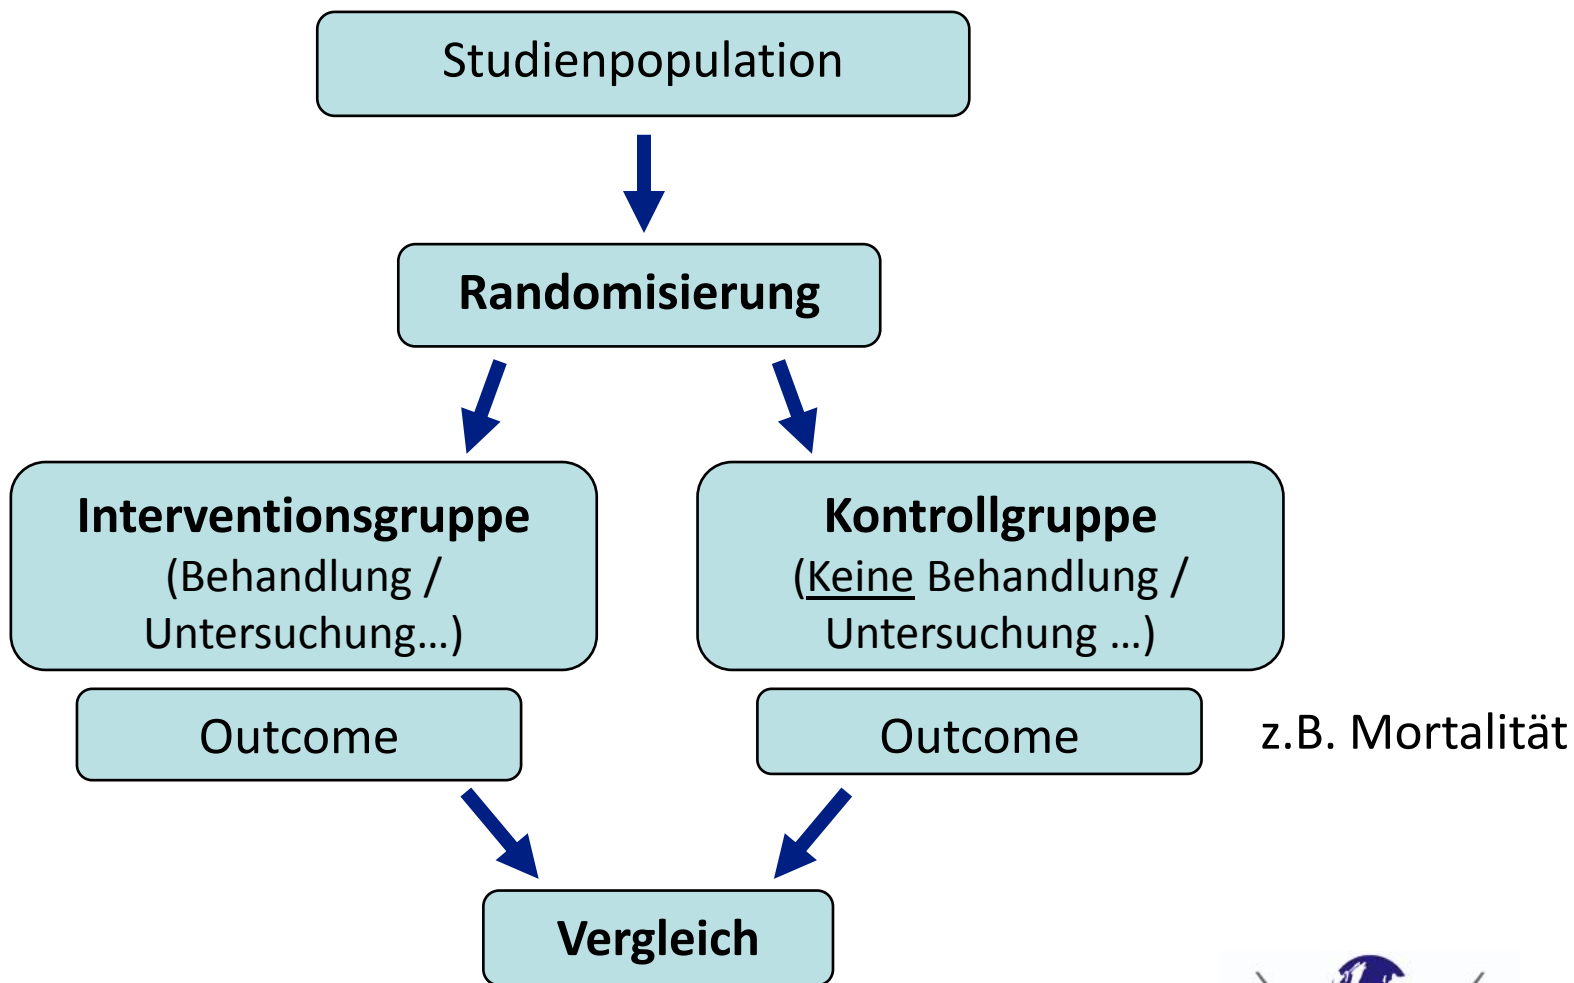 Studienpopulation
Randomisierung
Interventionsgruppe
(Behandlung /
Untersuchung...)
Kontrollgruppe
(Keine Behandlung /
Untersuchung ...)
Outcome
Outcome
z.B. Mortalität
Vergleich